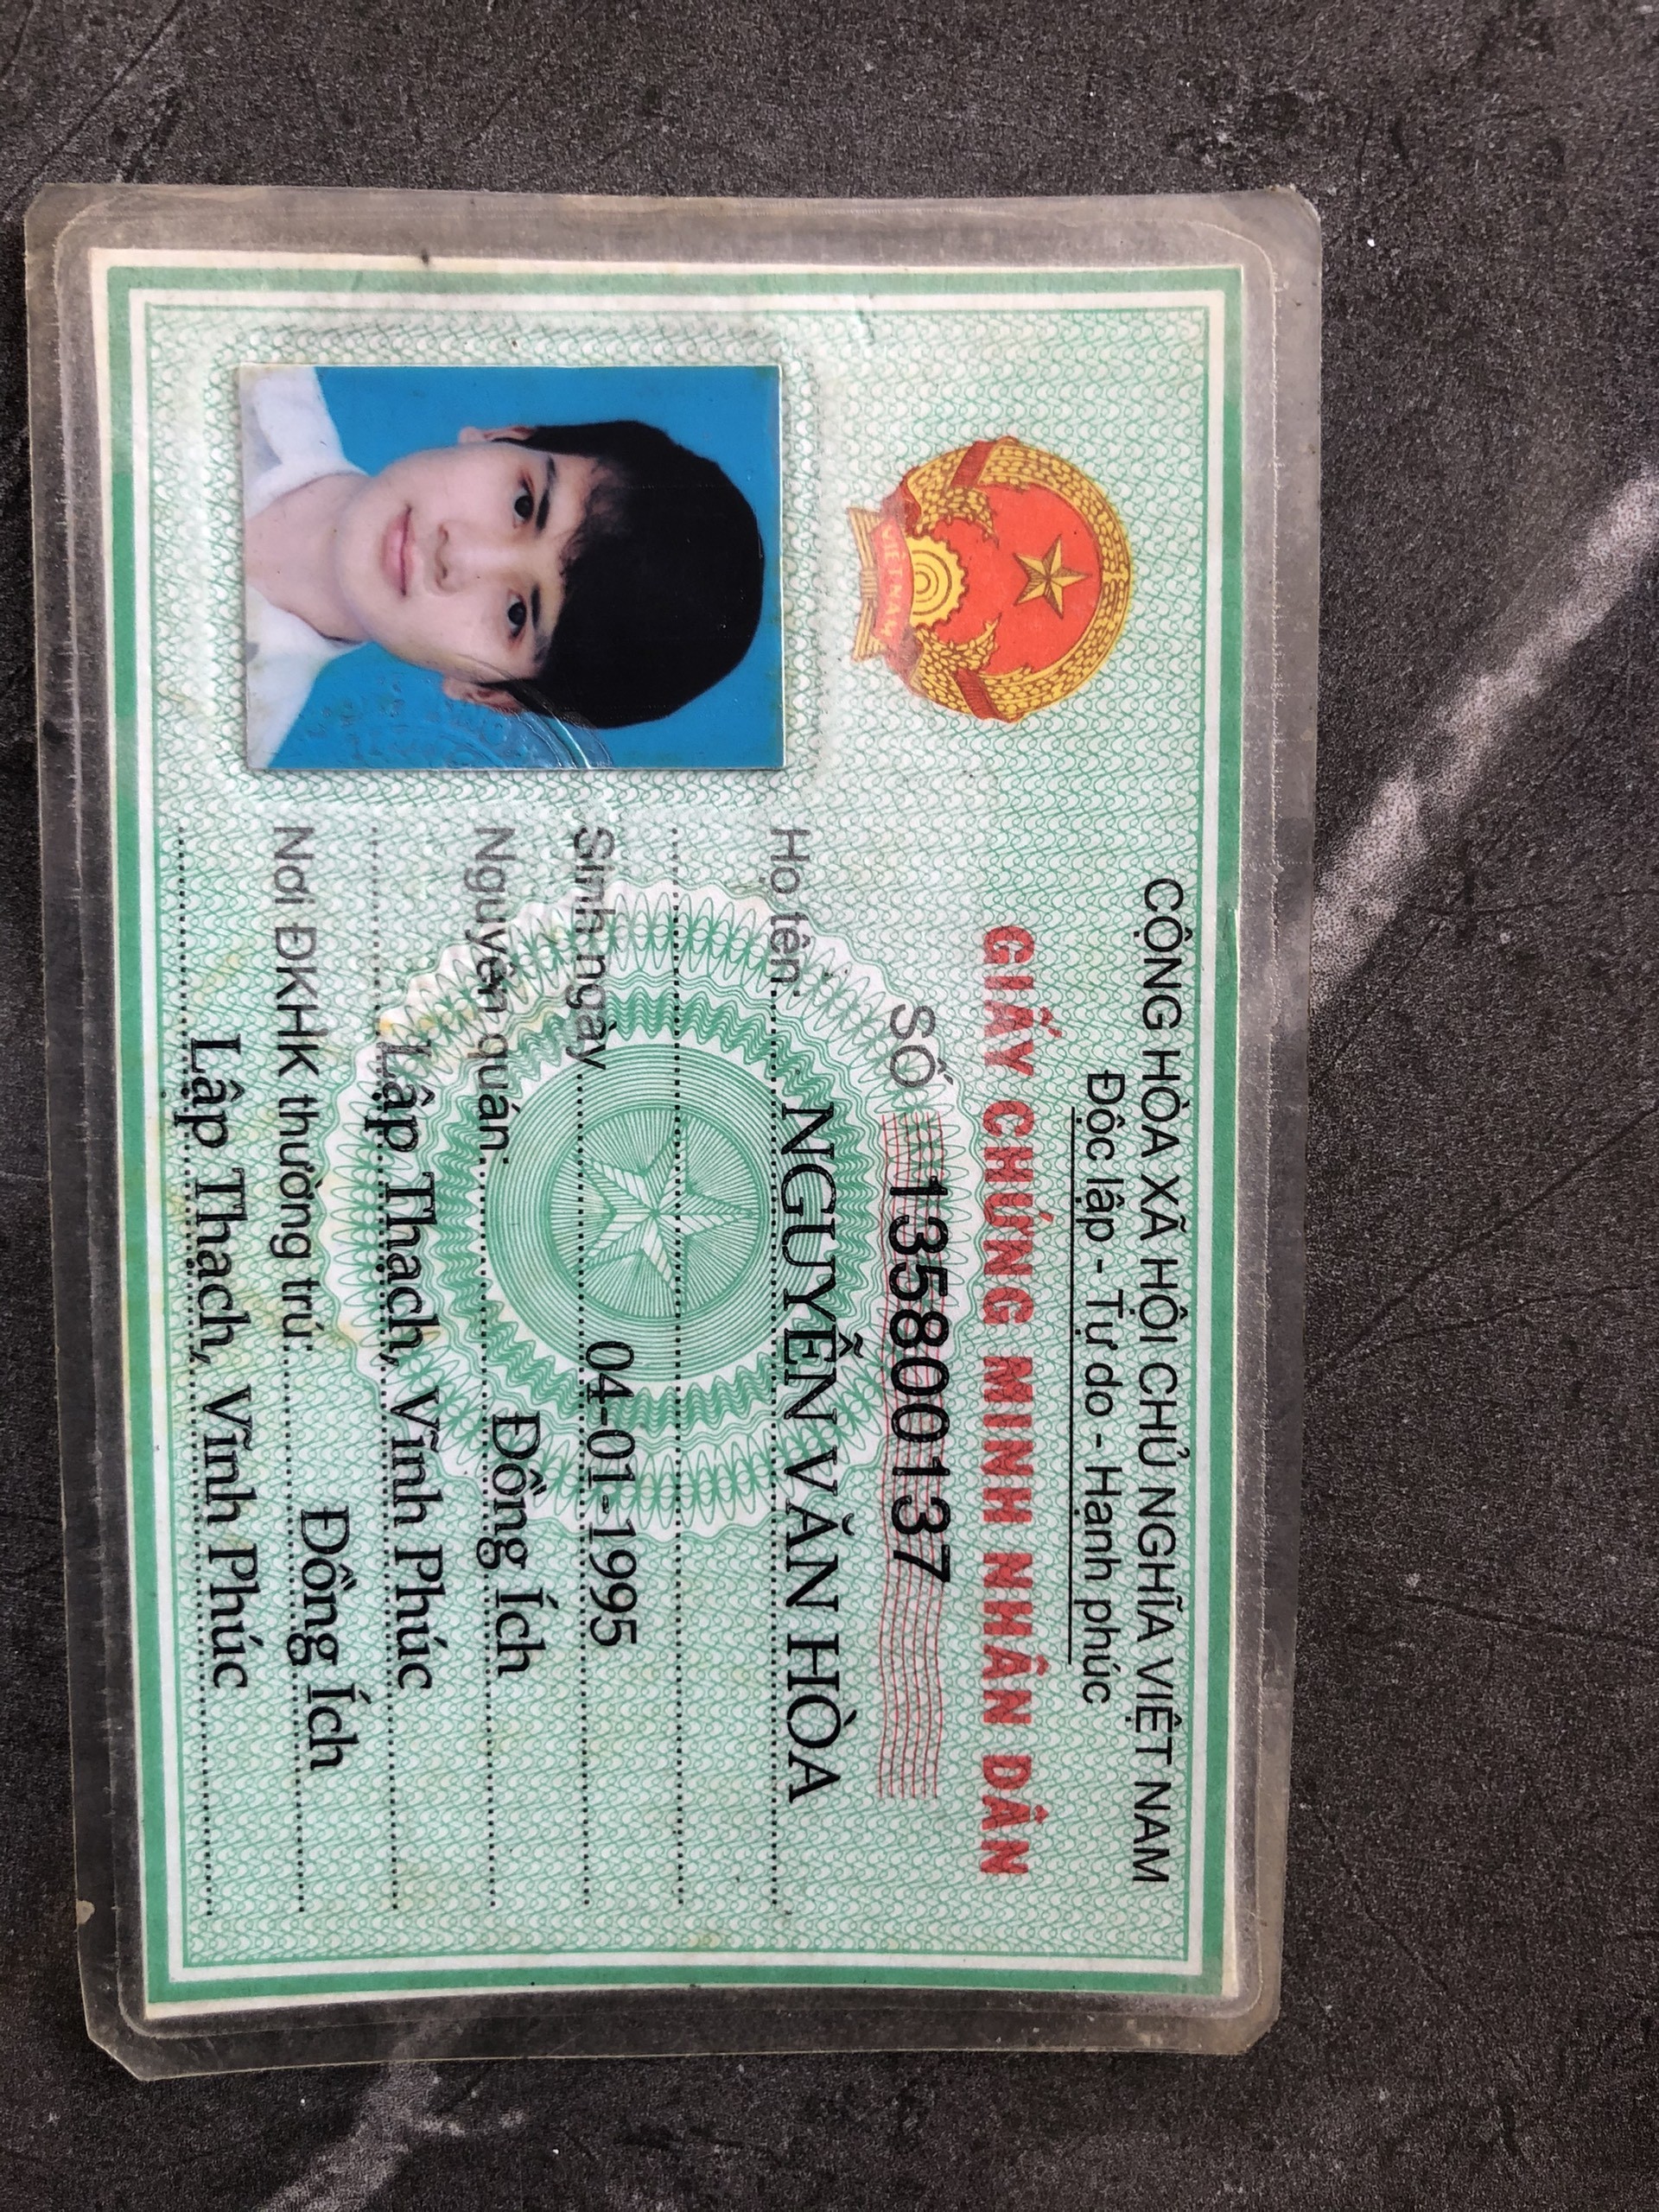 CỘNG HÒA XÃ HỘI CHỦ NGHĨA VIỆT NAM
Độc lập - Tự do - Hạnh phúc
GIẤY CHỨNG MINH NHÂN DÂN
SỐ 135800137
Họ tên: NGUYỄN VĂN HÒA
Sinh ngày 04-01-1995
Nguyên quán Đồng Ích
Lập Thạch, Vĩnh Phúc
Nơi ĐKHK thường trú: Đồng Ích
Lập Thạch, Vĩnh Phúc
VIỆT NAM